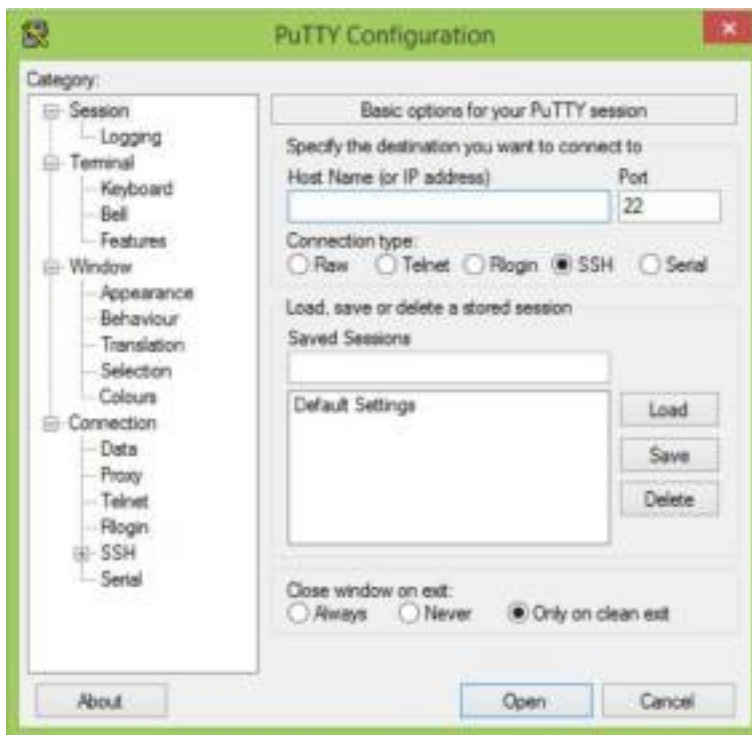 PuTTY Configuration
Category:
Session
Logging
Terminal
Keyboard
Bell
Features
Window
Appearance
Behaviour
Translation
Selection
Colours
Connection
Data
Proxy
Telnet
Rlogin
SSH
Serial
Basic options for your PuTTY session
Specify the destination you want to connect to
Host Name (or IP address) Port
22
Connection type:
Raw Telnet Rlogin SSH Serial
Load, save or delete a stored session
Saved Sessions
Default Settings
Load
Save
Delete
Close window on exit:
Always Never Only on clean exit
About Open Cancel